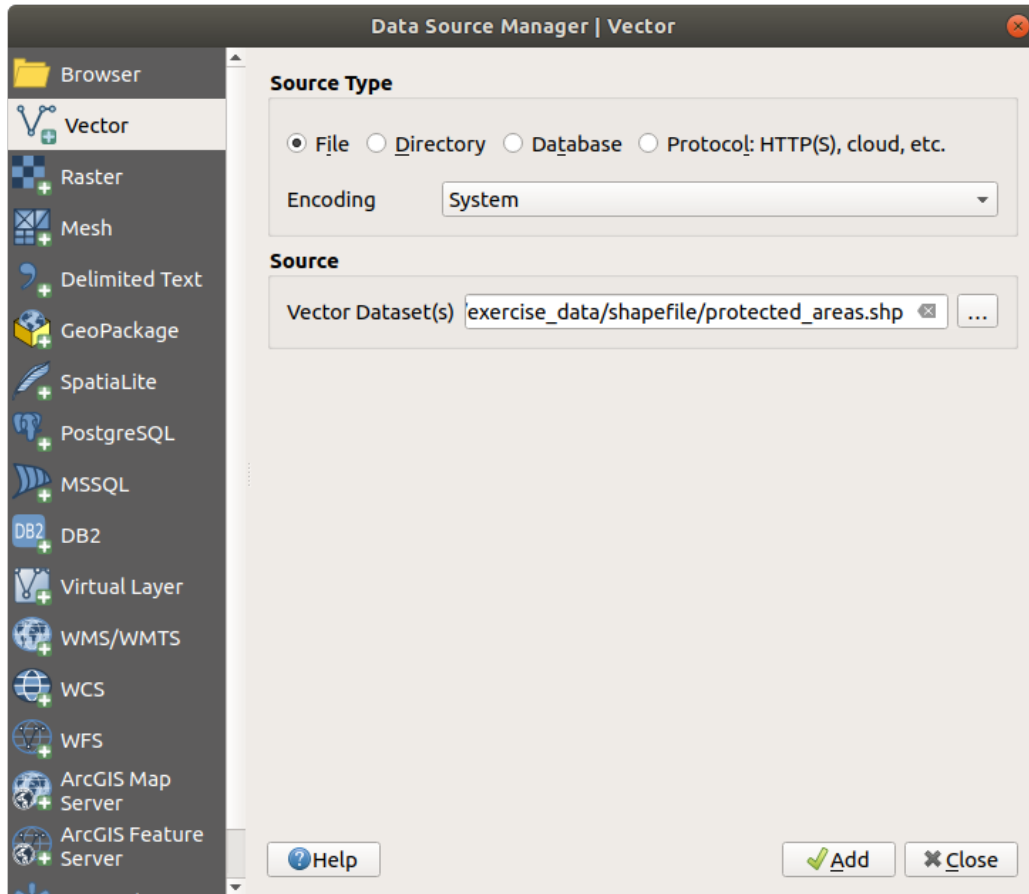 Data Source Manager | Vector
Browser
Vector
Raster
Mesh
Delimited Text
GeoPackage
SpatiaLite
PostgreSQL
MSSQL
DB2
DB2
Virtual Layer
WMS/WMTS
WCS
WFS
ArcGIS Map
Server
ArcGIS Feature
Server
Source Type
File Directory Database Protocol: HTTP(S), cloud, etc.
Encoding System
Source
Vector Dataset(s) /exercise_data/shapefile/protected_areas.shp ...
Help Add Close